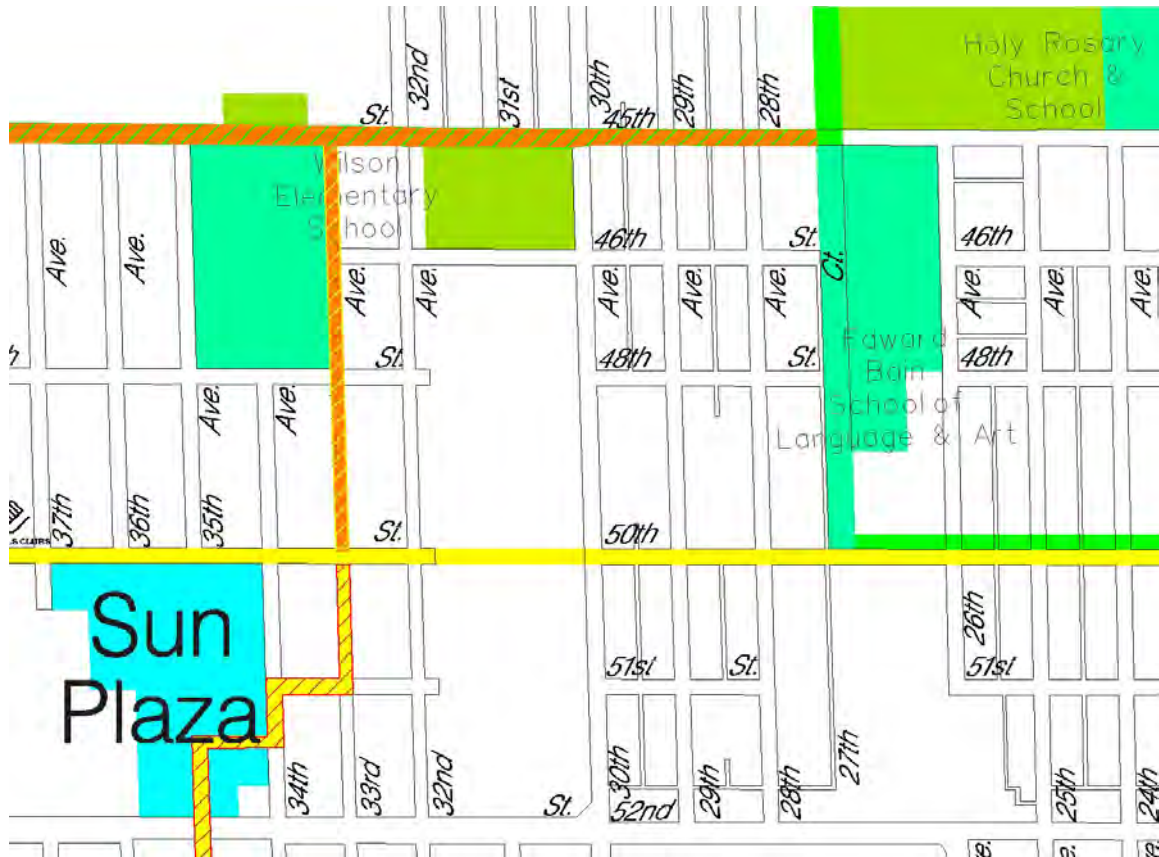 Holy Rosary
Church &
School
32nd
31st
30th
29th
28th
St.
45th
Wilson
Elementary
School
46th
St.
46th
Ave.
Ave.
Ct.
Ave.
Ave.
Ave.
Ave.
Ave.
Ave.
Ave.
Ave.
St.
48th
St.
48th
Edward
Bain
School of
Language & Art
Ave.
Ave.
37th
36th
35th
St.
50th
Sun
Plaza
26th
51st
St.
51st
34th
33rd
32nd
St.
30th
52nd
29th
28th
27th
25th
24th